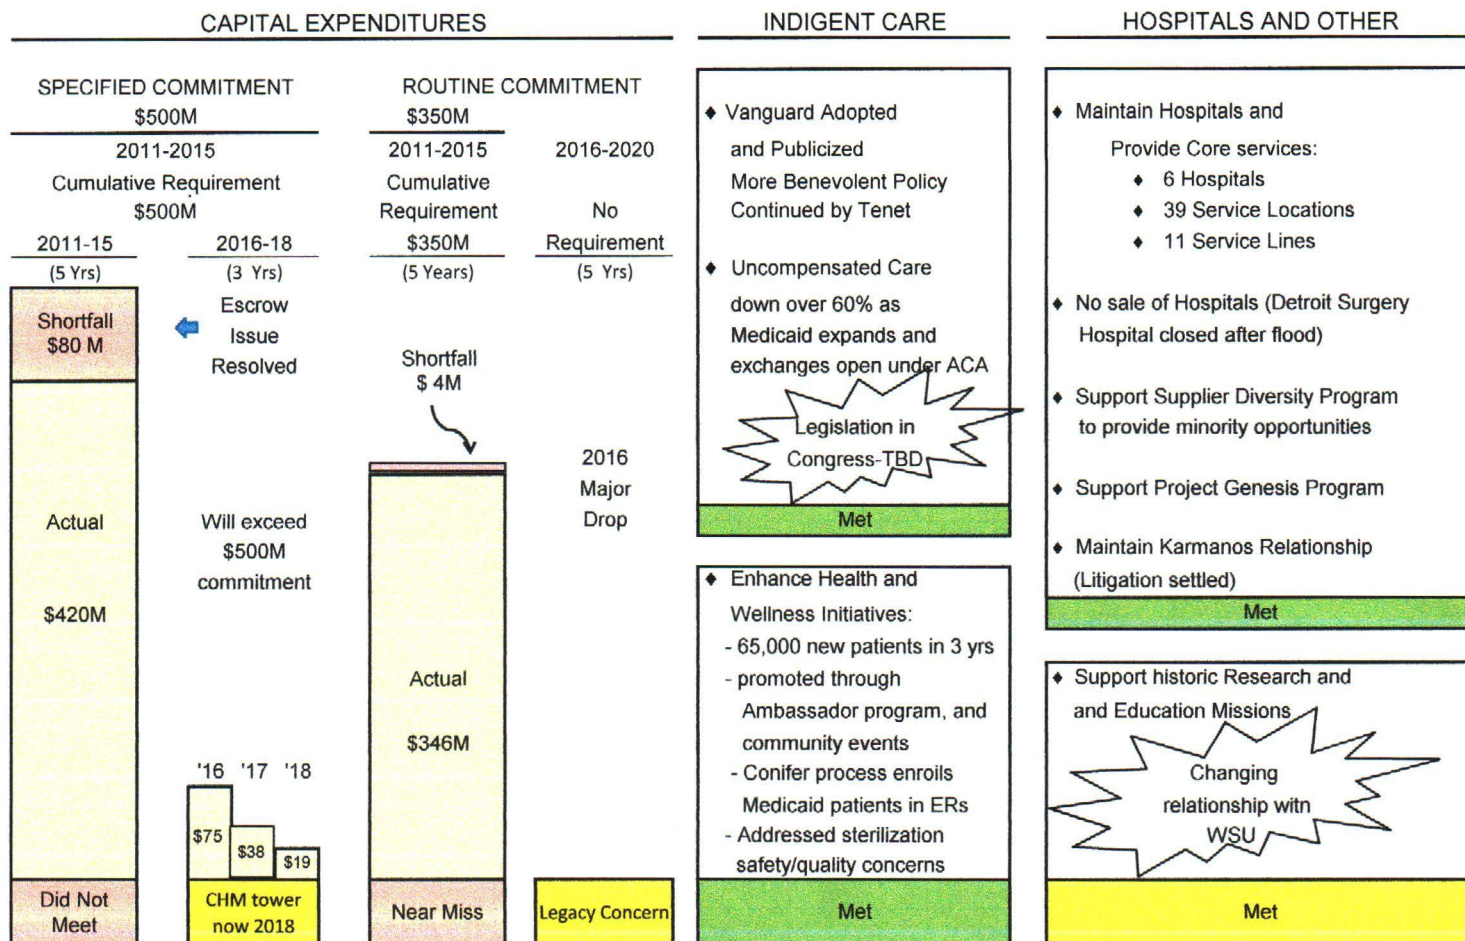 CAPITAL EXPENDITURES
SPECIFIED COMMITMENT
$500M
2011-2015
Cumulative Requirement
$500M
2011-15
(5 Yrs)
2016-18
(3 Yrs)
Shortfall
$80 M
Escrow
Issue
Resolved
Actual
$420M
Will exceed
$500M
commitment
'16 '17 '18
$75
$38
$19
Did Not
Meet
CHM tower
now 2018
ROUTINE COMMITMENT
$350M
2011-2015
Cumulative
Requirement
$350M
(5 Years)
2016-2020
No
Requirement
(5 Yr)
Shortfall
$ 4M
Actual
$346M
2016
Major
Drop
Near Miss
Legacy Concern
INDIGENT CARE
♦ Vanguard Adopted
and Publicized
More Benevolent Policy
Continued by Tenet
♦ Uncompensated Care
down over 60% as
Medicaid expands and
exchanges open under ACA
Legislation in
Congress-TBD
Met
♦ Enhance Health and
Wellness Initiatives:
- 65,000 new patients in 3 yrs
- promoted through
Ambassador program, and
community events
- Conifer process enroils
Medicaid patients in ERs
- Addressed sterilization
safety/quality concerns
Met
HOSPITALS AND OTHER
♦ Maintain Hospitals and
Provide Core services:
♦ 6 Hospitals
♦ 39 Service Locations
♦ 11 Service Lines
♦ No sale of Hospitals (Detroit Surgery
Hospital closed after flood)
♦ Support Supplier Diversity Program
to provide minority opportunities
♦ Support Project Genesis Program
♦ Maintain Karmanos Relationship
(Litigation settled)
Met
♦ Support historic Research and
and Education Missions
Changing
relationship witn
WSU
Met